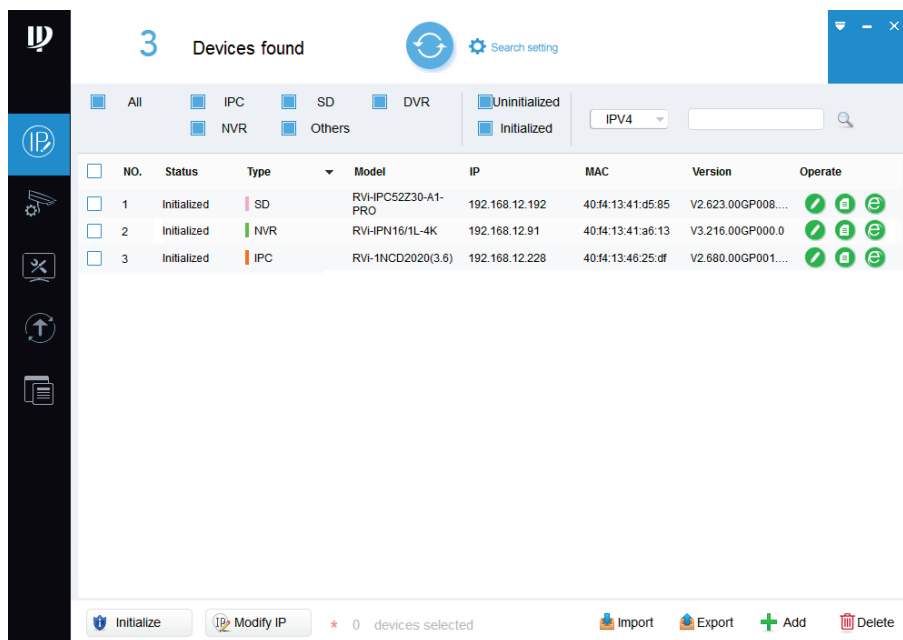 3 Devices found Search setting
All IPC SD DVR Uninitialized
NVR Others Initialized IPV4
NO. Status Type Model IP MAC Version Operate
1 Initialized SD RVi-IPC52Z30-A1-
PRO 192.168.12.192 40:f4:13:41:d5:85 V2.623.00GP008....
2 Initialized NVR RVi-IPN16/1L-4K 192.168.12.91 40:f4:13:41:a6:13 V3.216.00GP000.0
3 Initialized IPC RVi-1NCD2020(3.6) 192.168.12.228 40:f4:13:46:25:df V2.680.00GP001....
Initialize Modify IP * 0 devices selected Import Export Add Delete